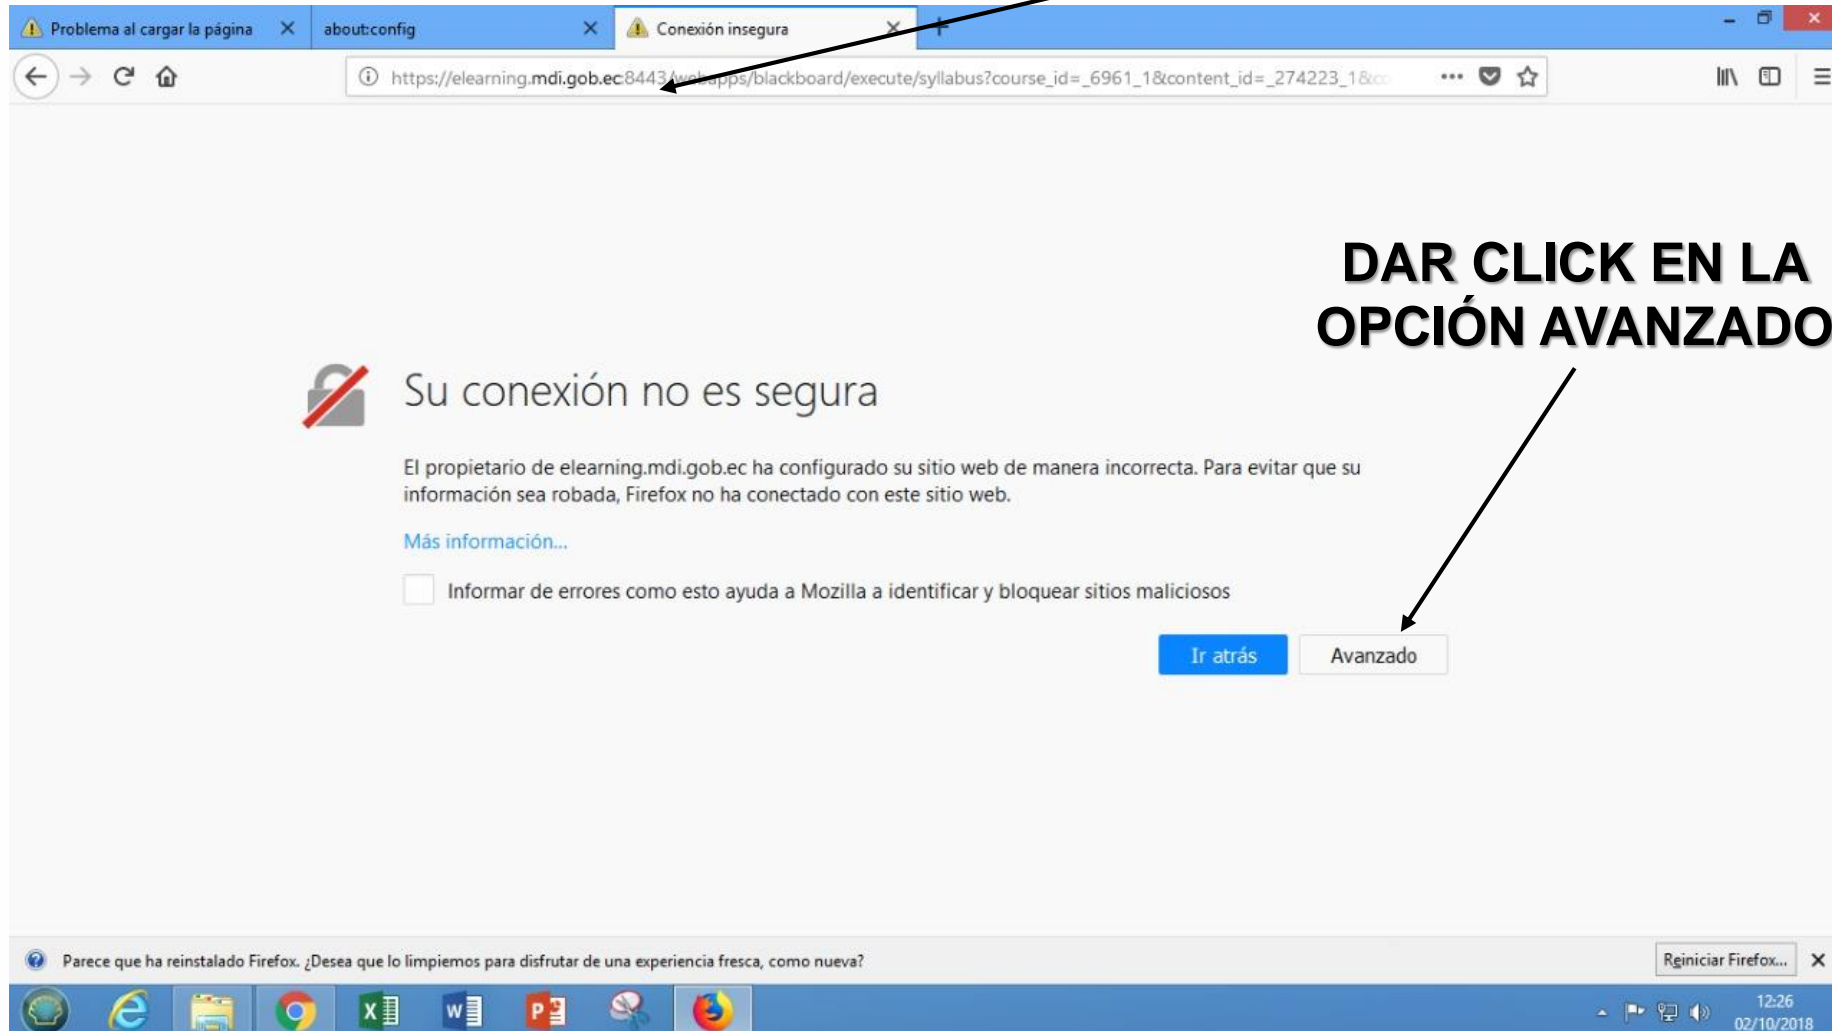 Problema al cargar la página
about:config
Conexión insegura
https://elearning.mdi.gob.ec:8443/webapps/blackboard/execute/syllabus?course_id=_6961_1&content_id=_274223_1&co
DAR CLICK EN LA
OPCIÓN AVANZADO
Su conexión no es segura
El propietario de elearning.mdi.gob.ec ha configurado su sitio web de manera incorrecta. Para evitar que su
información sea robada, Firefox no ha conectado con este sitio web.
Más información...
Informar de errores como esto ayuda a Mozilla a identificar y bloquear sitios maliciosos
Ir atrás
Avanzado
Parece que ha reinstalado Firefox. ¿Desea que lo limpiemos para disfrutar de una experiencia fresca, como nueva?
Reiniciar Firefox...
12:26
02/10/2018